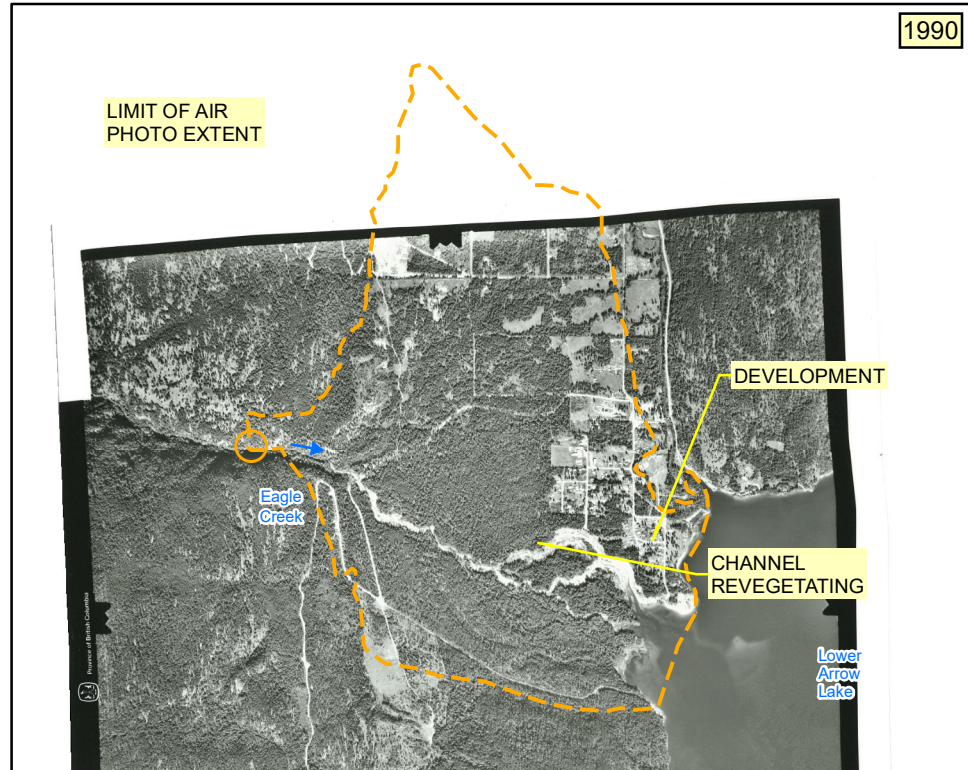 1990
LIMIT OF AIR
PHOTO EXTENT
DEVELOPMENT
Eagle
Creek
CHANNEL
REVEGETATING
Province of British Columbia
Lower
Arrow
Lake